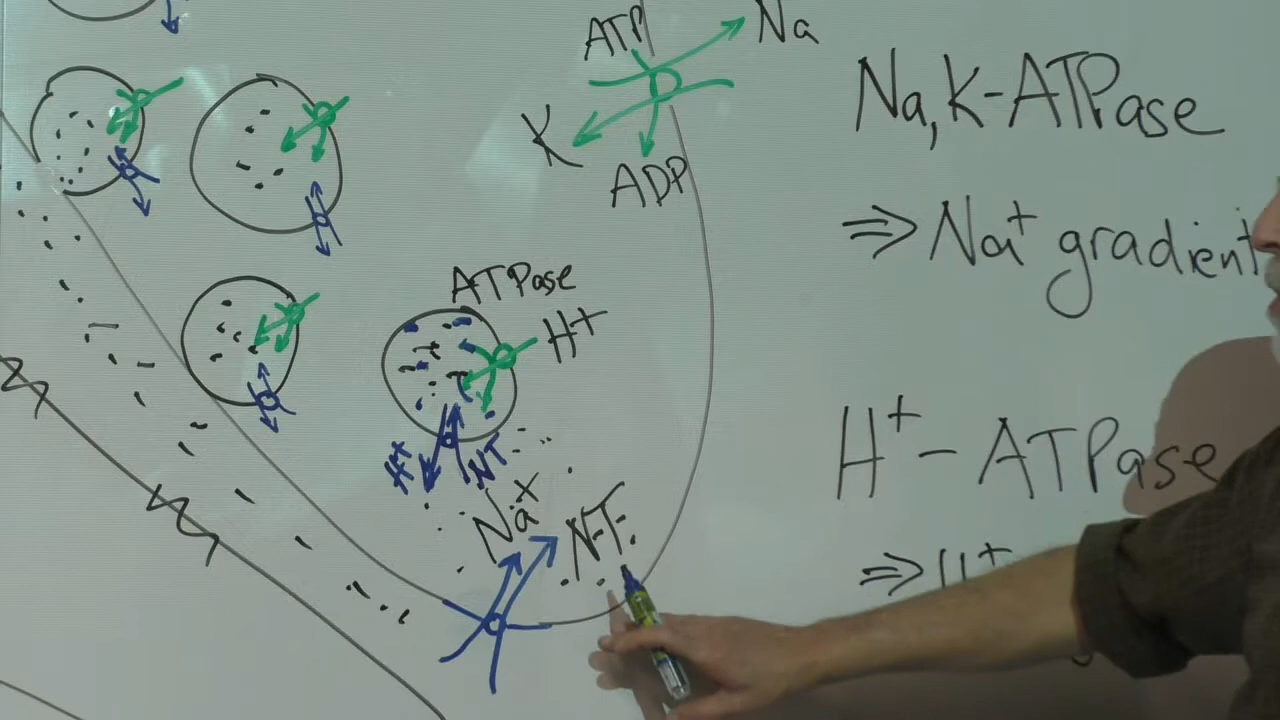 ATP
Na
K
ADP
Na,K-ATPase
⇒ Na⁺ gradient
ATPase
H⁺
H⁺
NT
Na
NT
H⁺-ATPase
⇒ H⁺